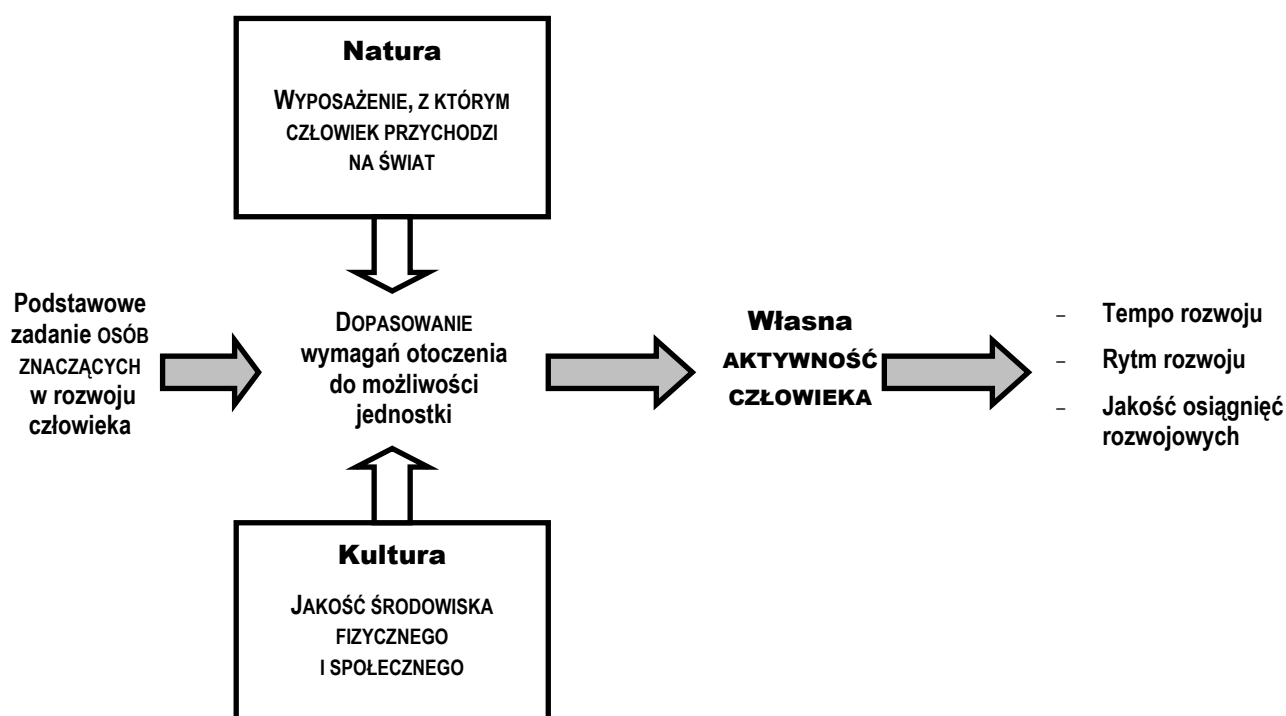 Natura
WYPOSAŻENIE, Z KTÓRYM
CZŁOWIEK PRZYCHODZI
NA ŚWIAT
Podstawowe
zadanie OSÓB
ZNACZĄCYCH
w rozwoju
człowieka
DOPASOWANIE
wymagań otoczenia
do możliwości
jednostki
Własna
AKTYWNOŚĆ
CZŁOWIEKA
– Tempo rozwoju
– Rytm rozwoju
– Jakość osiągnięć
rozwojowych
Kultura
JAKOŚĆ ŚRODOWISKA
FIZYCZNEGO
I SPOŁECZNEGO